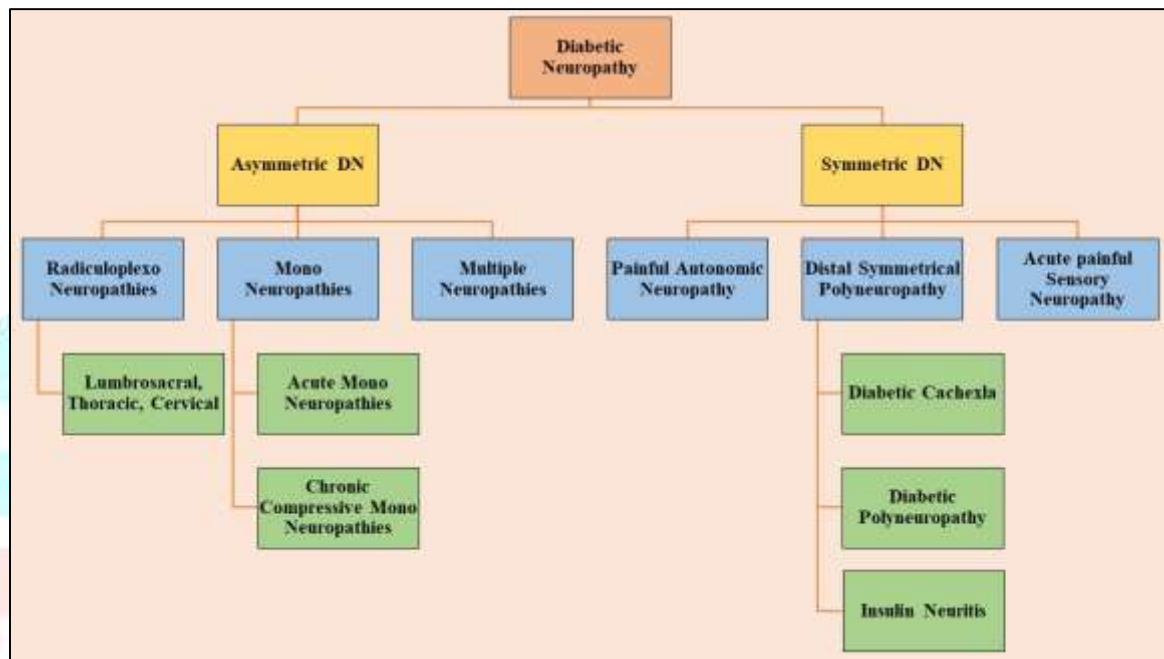 Diabetic
Neuropathy
Asymmetric DN
Symmetric DN
Radiculoplexo
Neuropathies
Mono
Neuropathies
Multiple
Neuropathies
Painful Autonomic
Neuropathy
Distal Symmetrical
Polyneuropathy
Acute painful
Sensory
Neuropathy
Lumbrosacral,
Thoracic, Cervical
Acute Mono
Neuropathies
Chronic
Compressive Mono
Neuropathies
Diabetic Cachexla
Diabetic
Polyneuropathy
Insulin Neuritis